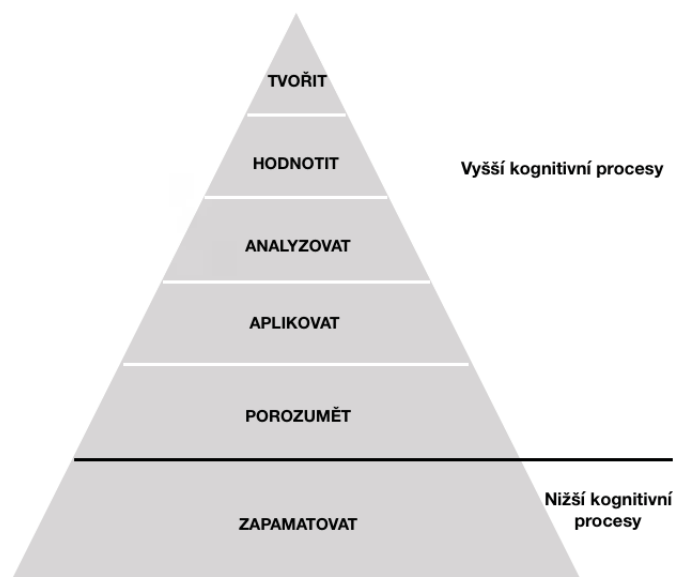 TVOŘIT
HODNOTIT
Vyšší kognitivní procesy
ANALYZOVAT
APLIKOVAT
POROZUMĚT
Nižší kognitivní
procesy
ZAPAMATOVAT